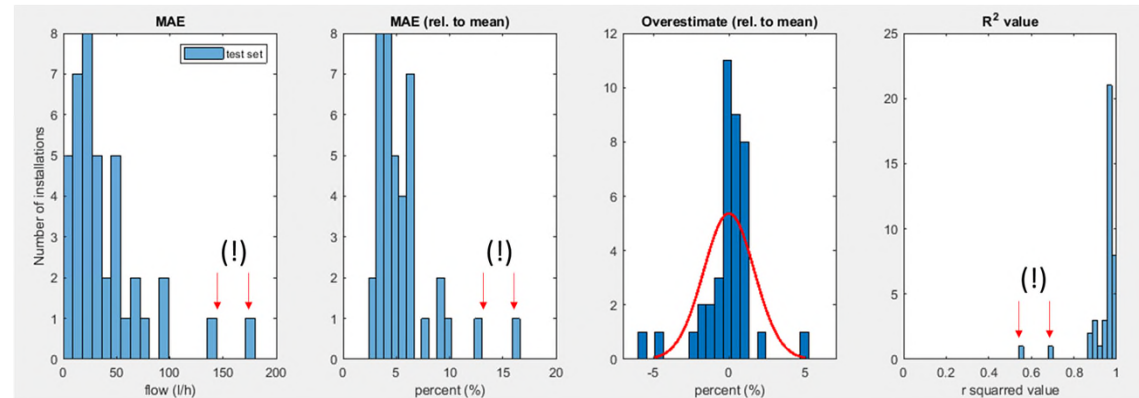 MAE
MAE (rel. to mean)
Overestimate (rel. to mean)
R² value
Number of installations
8
7
6
5
4
3
2
1
0
test set
(!)
0 50 100 150 200
flow (l/h)
8
7
6
5
4
3
2
1
0
(!)
0 5 10 15 20
percent (%)
12
10
8
6
4
2
0
-5 0 5
percent (%)
25
20
15
10
5
0
(!)
0 0.2 0.4 0.6 0.8 1
r squarred value